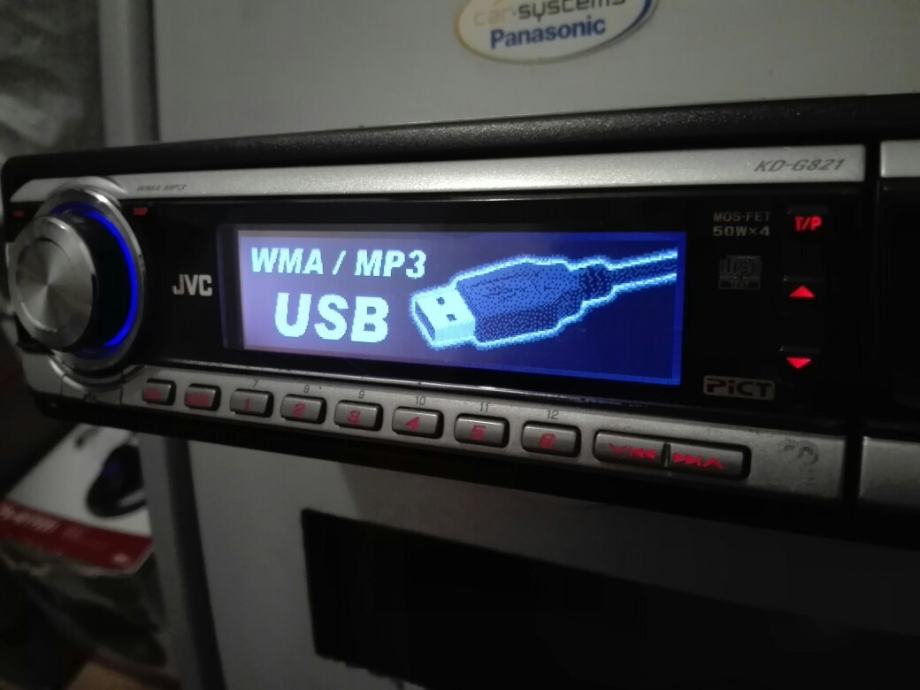 car·systems
Panasonic
KD-G821
WMA MP3
MOS-FET
50W×4
T/P
JVC
WMA / MP3
USB
PiCT
7 8 9 10 11 12
1 2 3 4 5 6